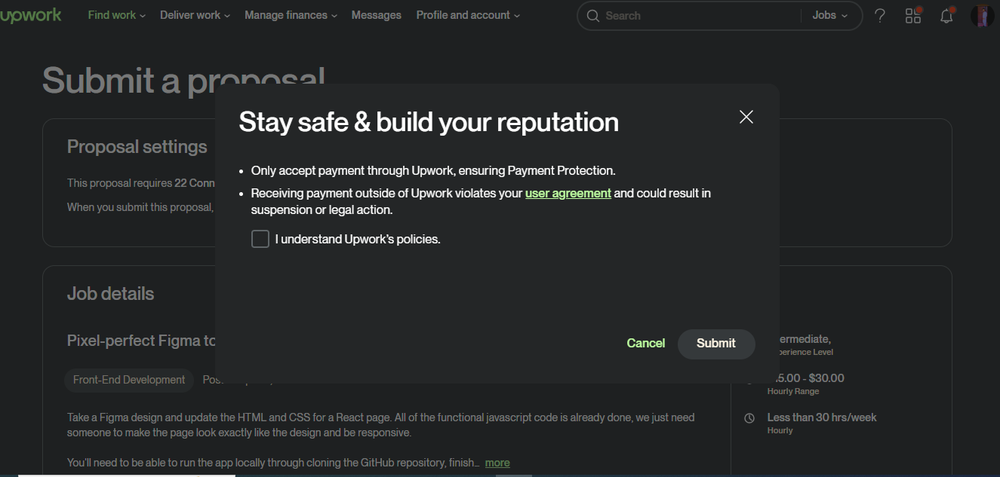 upwork Find work Deliver work Manage finances Messages Profile and account Search Jobs ?
Submit a proposal
Stay safe & build your reputation
Proposal settings
Only accept payment through Upwork, ensuring Payment Protection.
This proposal requires 22 Conn
Receiving payment outside of Upwork violates your user agreement and could result in
suspension or legal action.
When you submit this proposal,
I understand Upwork's policies.
Job details
Pixel-perfect Figma to
Cancel Submit
Experience Level
Front-End Development
$30.00
Hourly Range
Take a Figma design and update the HTML and CSS for a React page. All of the functional javascript code is already done, we just need
Less than 30 hrs/week
someone to make the page look exactly like the design and be responsive.
Hourly
You'll need to be able to run the app locally through cloning the GitHub repository, finish... more